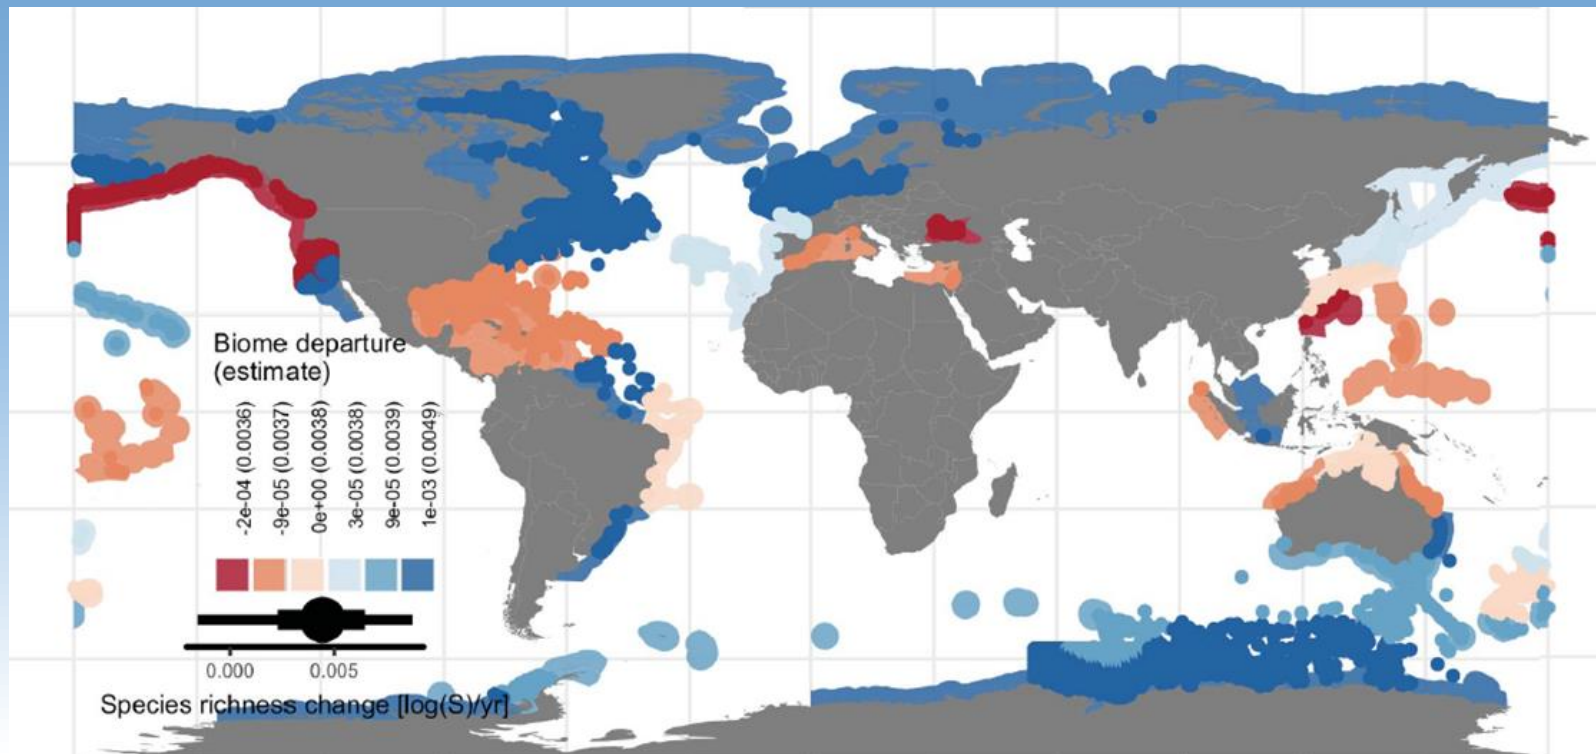 Biome departure
(estimate)
-2e-04 (0.0036)
-9e-05 (0.0037)
0e+00 (0.0038)
3e-05 (0.0038)
9e-05 (0.0039)
1e-03 (0.0049)
0.000 0.005
Species richness change [log(S)/yr]